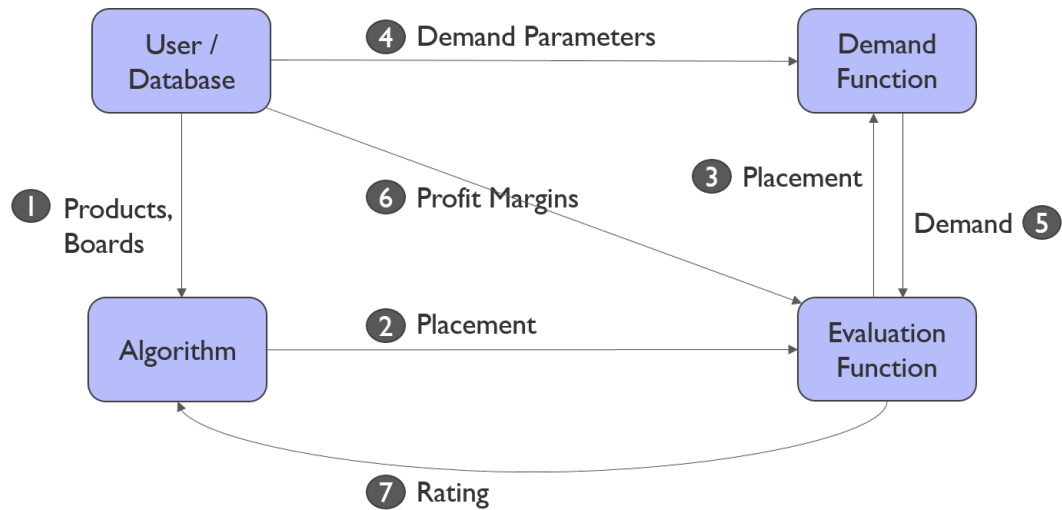 User /
Database
4 Demand Parameters
Demand
Function
1 Products,
Boards
6 Profit Margins
3 Placement
Demand 5
Algorithm
2 Placement
Evaluation
Function
7 Rating